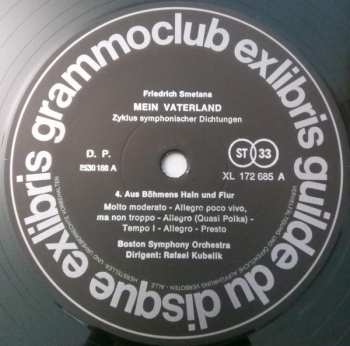 grammoclub exlibris guilde du disque exlibris
Friedrich Smetana
MEIN VATERLAND
Zyklus symphonischer Dichtungen
D. P.
2530 188 A
ST 33
XL 172 685 A
4. Aus Böhmens Hain und Flur
Molto moderato - Allegro poco vivo,
ma non troppo - Allegro (Quasi Polka) -
Tempo I - Allegro - Presto
Boston Symphony Orchestra
Dirigent: Rafael Kubelik